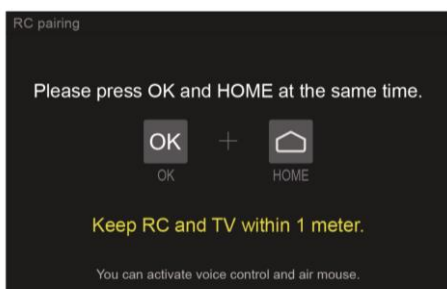 RC pairing
Please press OK and HOME at the same time.
OK + HOME
OK HOME
Keep RC and TV within 1 meter.
You can activate voice control and air mouse.